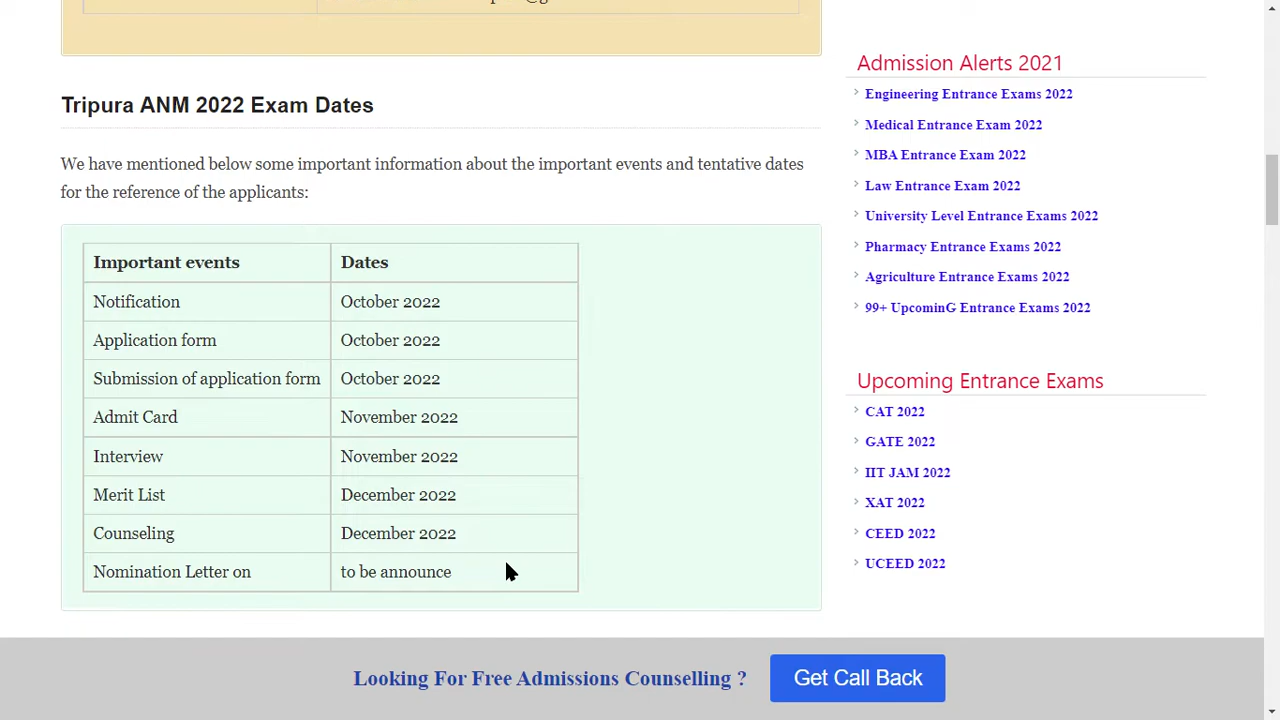 Tripura ANM 2022 Exam Dates
We have mentioned below some important information about the important events and tentative dates
for the reference of the applicants:
Important events Dates
Notification October 2022
Application form October 2022
Submission of application form October 2022
Admit Card November 2022
Interview November 2022
Merit List December 2022
Counseling December 2022
Nomination Letter on to be announce
Admission Alerts 2021
Engineering Entrance Exams 2022
Medical Entrance Exam 2022
MBA Entrance Exam 2022
Law Entrance Exam 2022
University Level Entrance Exams 2022
Pharmacy Entrance Exams 2022
Agriculture Entrance Exams 2022
99+ UpcominG Entrance Exams 2022
Upcoming Entrance Exams
CAT 2022
GATE 2022
IIT JAM 2022
XAT 2022
CEED 2022
UCEED 2022
Looking For Free Admissions Counselling ? Get Call Back